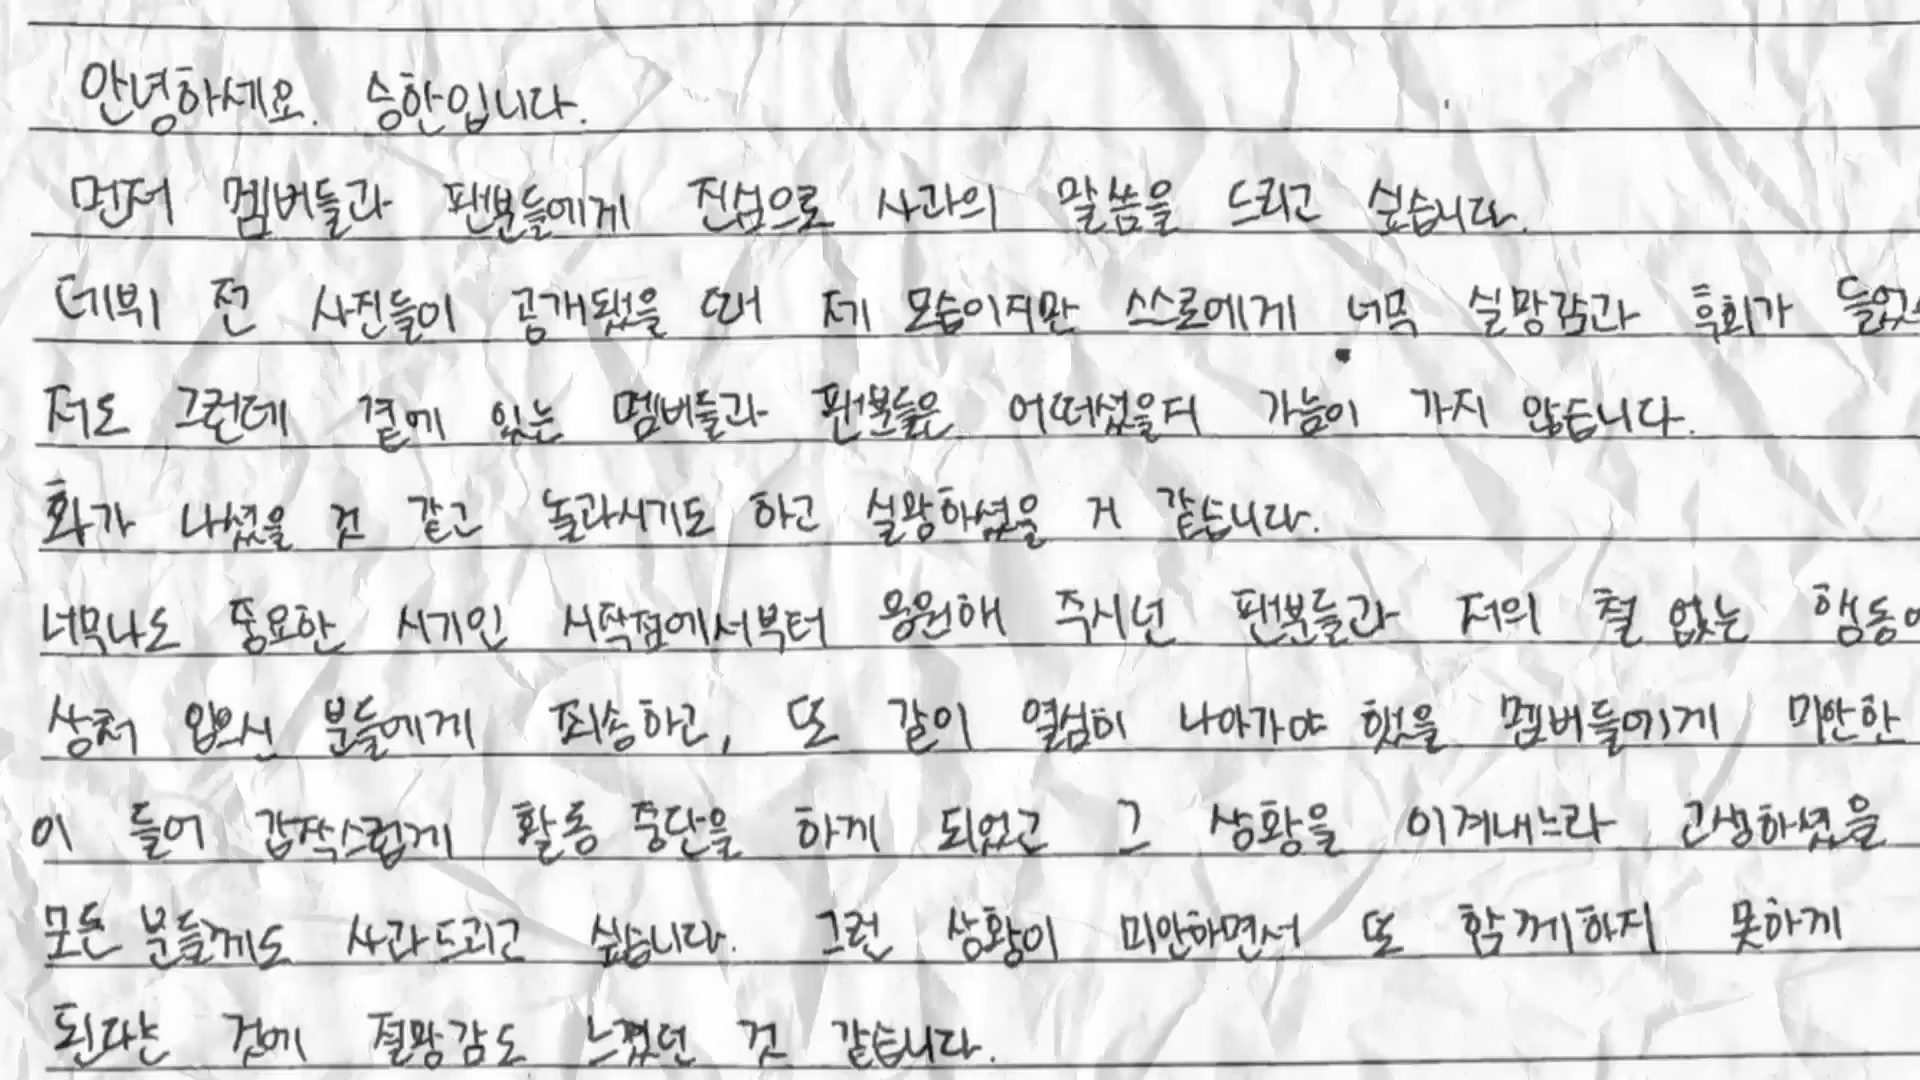 안녕하세요. 승한입니다.
먼저 멤버들과 팬분들에게 진심으로 사과의 말씀을 드리고 싶습니다.
데뷔 전 사진들이 공개됐을 때 제 모습이지만 스스로에게 너무 실망감과 후회가 들었
저도 그런데 곁에 있는 멤버들과 팬분들은 어떠셨을지 가늠이 가지 않습니다.
화가 나셨을 것 같고 놀라시기도 하고 실망하셨을 거 같습니다.
너무나도 중요한 시기인 시작점에서부터 응원해 주시던 팬분들과 저의 철 없는 행동
상처 입으신 분들에게 죄송하고, 또 같이 열심히 나아가야 했을 멤버들에게 미안한
이 들어 갑작스럽게 활동 중단을 하게 되었고 그 상황을 이겨내느라 고생하셨을
모든 분들께도 사과드리고 싶습니다. 그런 상황이 미안하면서 또 함께하지 못하게
된다는 것에 절망감도 느꼈던 것 같습니다.